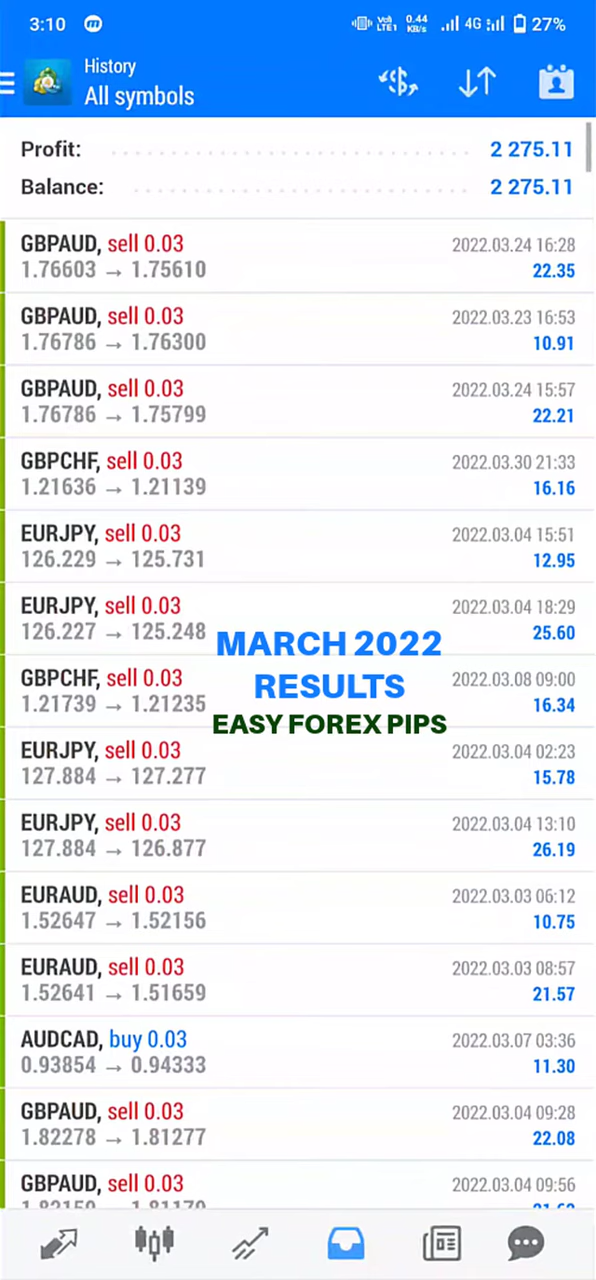 3:10
Vo) 0.44 4G 27%
LTE1 KB/s
History
All symbols
Profit: 2 275.11
Balance: 2 275.11
GBPAUD, sell 0.03 2022.03.24 16:28
1.76603 → 1.75610 22.35
GBPAUD, sell 0.03 2022.03.23 16:53
1.76786 → 1.76300 10.91
GBPAUD, sell 0.03 2022.03.24 15:57
1.76786 → 1.75799 22.21
GBPCHF, sell 0.03 2022.03.30 21:33
1.21636 → 1.21139 16.16
EURJPY, sell 0.03 2022.03.04 15:51
126.229 → 125.731 12.95
EURJPY, sell 0.03 2022.03.04 18:29
126.227 → 125.248 25.60
MARCH 2022
RESULTS
EASY FOREX PIPS
GBPCHF, sell 0.03 2022.03.08 09:00
1.21739 → 1.21235 16.34
EURJPY, sell 0.03 2022.03.04 02:23
127.884 → 127.277 15.78
EURJPY, sell 0.03 2022.03.04 13:10
127.884 → 126.877 26.19
EURAUD, sell 0.03 2022.03.03 06:12
1.52647 → 1.52156 10.75
EURAUD, sell 0.03 2022.03.03 08:57
1.52641 → 1.51659 21.57
AUDCAD, buy 0.03 2022.03.07 03:36
0.93854 → 0.94333 11.30
GBPAUD, sell 0.03 2022.03.04 09:28
1.82278 → 1.81277 22.08
GBPAUD, sell 0.03 2022.03.04 09:56